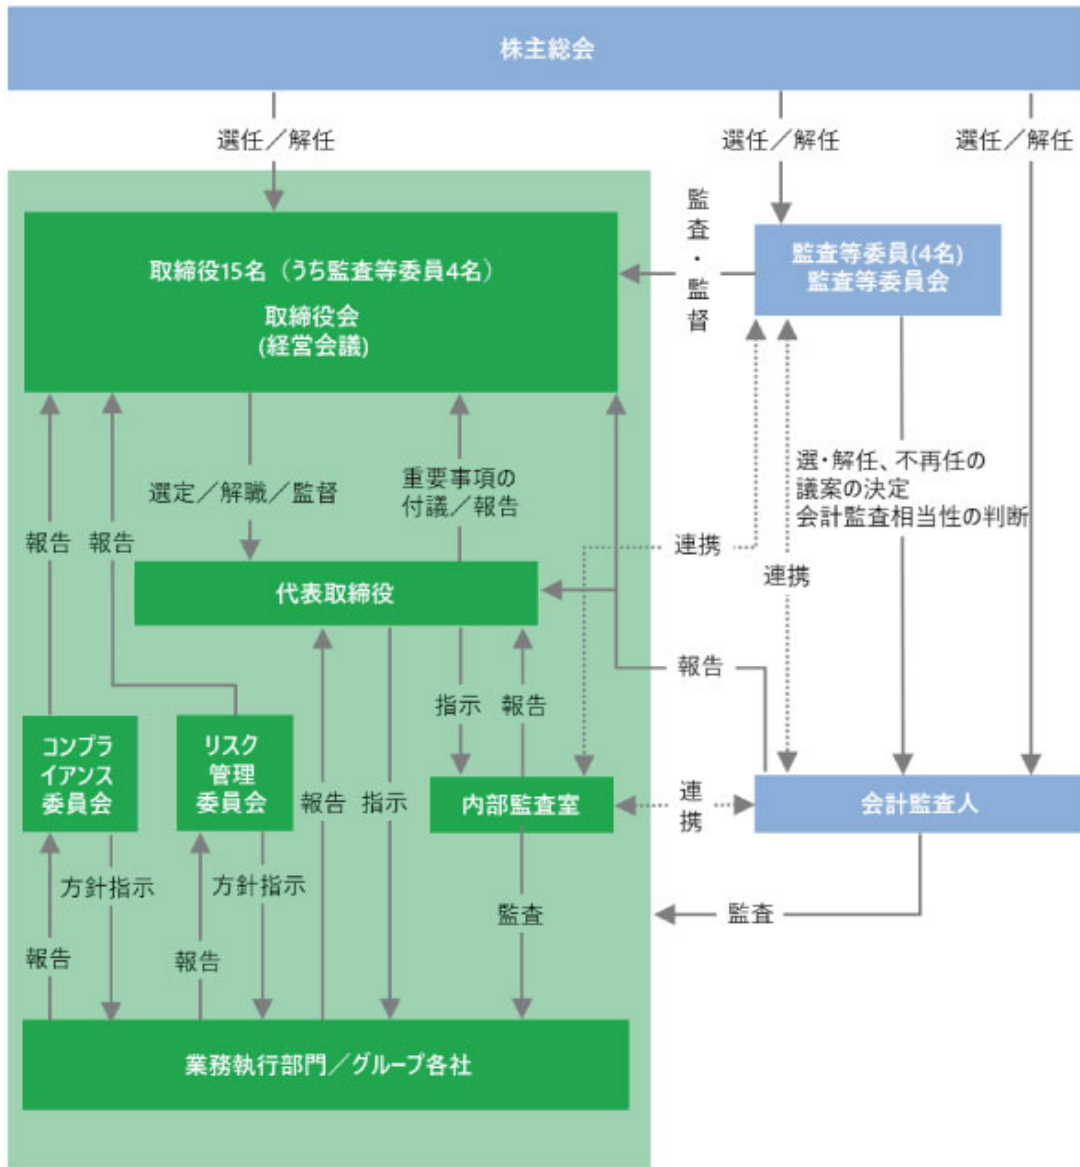 株主総会
選任／解任
選任／解任
選任／解任
取締役15名（うち監査等委員4名）
取締役会
(経営会議)
監査・監督
監査等委員(4名)
監査等委員会
選定／解職／監督
重要事項の
付議／報告
選・解任、不再任の
議案の決定
会計監査相当性の判断
報告
報告
連携
連携
代表取締役
報告
指示
報告
コンプラ
イアンス
委員会
リスク
管理
委員会
報告
指示
内部監査室
連携
会計監査人
方針指示
方針指示
監査
監査
報告
報告
業務執行部門／グループ各社